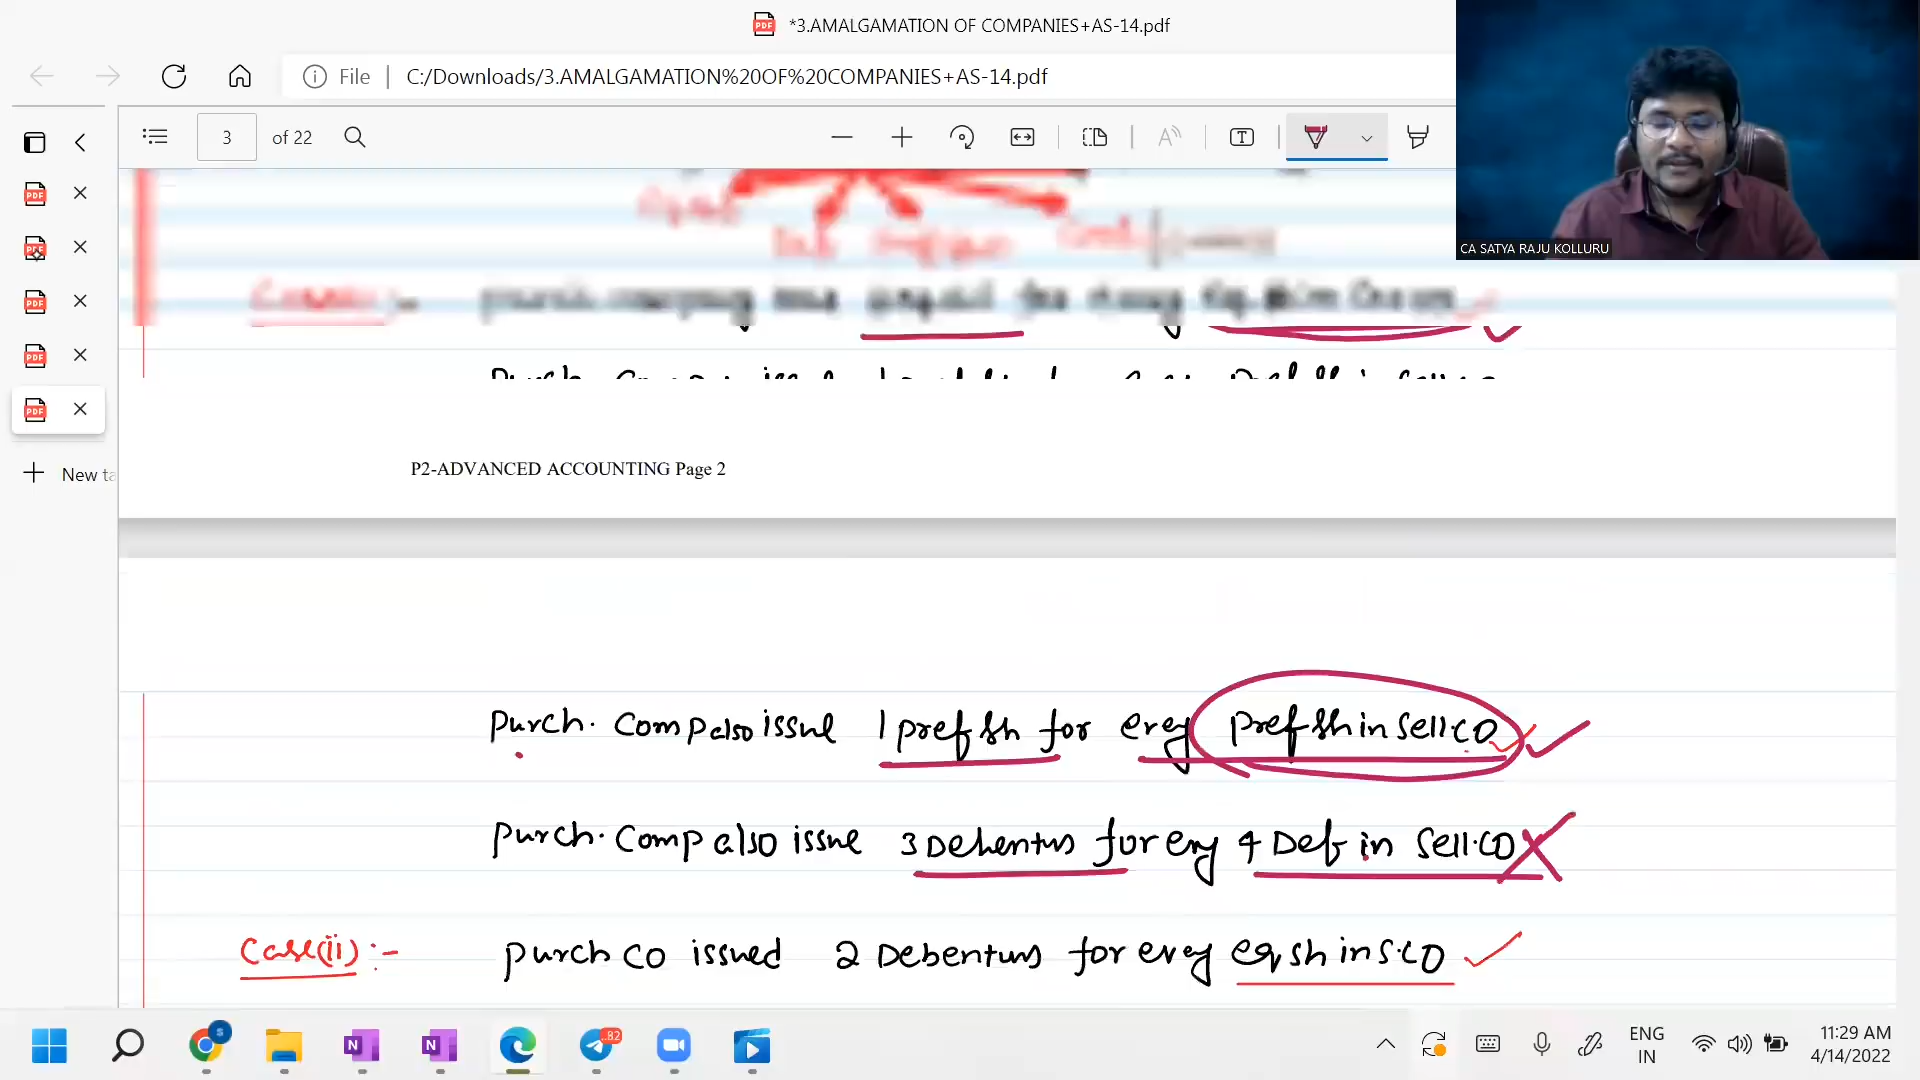 *3.AMALGAMATION OF COMPANIES+AS-14.pdf
File
C:/Downloads/3.AMALGAMATION%20OF%20COMPANIES+AS-14.pdf
3 of 22
CA SATYA RAJU KOLLURU
New ta
P2-ADVANCED ACCOUNTING Page 2
purch. comp also issue 1 pref sh for evey pref sh in sell.co
purch. comp also issue 3 Debentus for evey 4 Deb in sell.co
Case(ii) :- purch co issued 2 Debentus for evey eq sh in s.co
82
ENG
IN
11:29 AM
4/14/2022